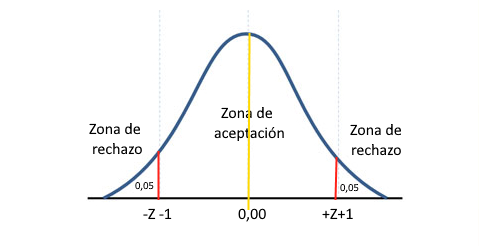 Zona de
rechazo
Zona de
aceptación
Zona de
rechazo
0,05
0,05
-Z -1
0,00
+Z+1